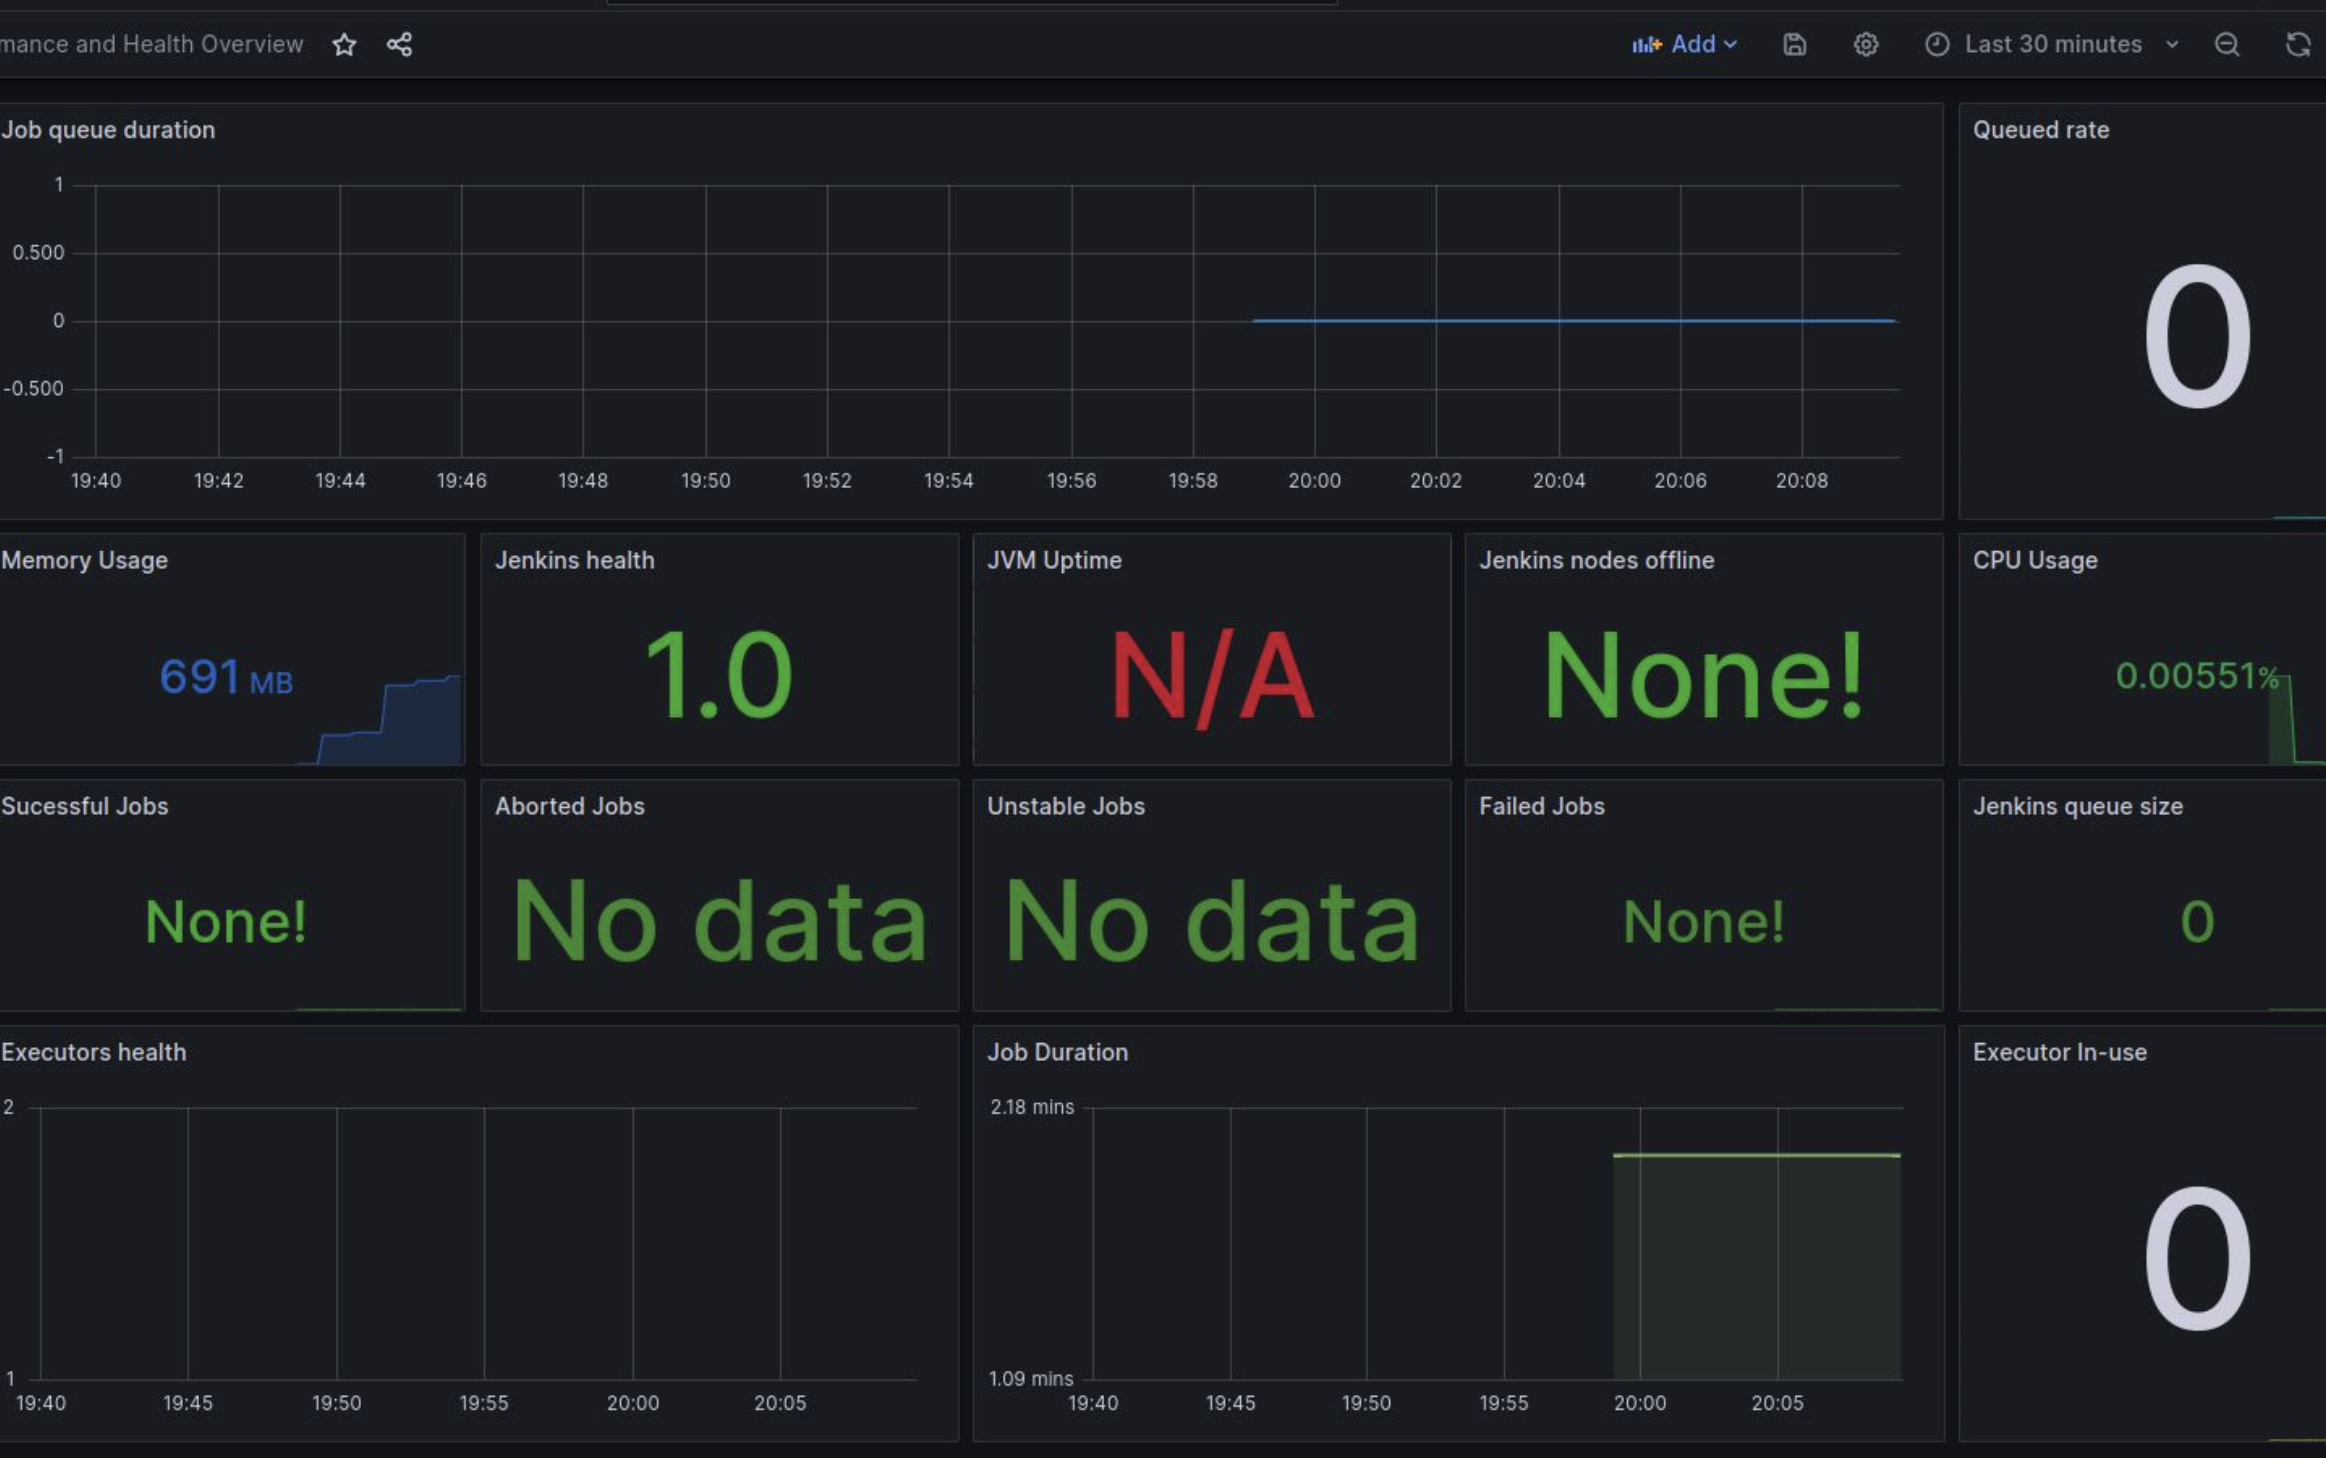 mance and Health Overview
Add
Last 30 minutes
Job queue duration
1
0.500
0
-0.500
-1
19:40 19:42 19:44 19:46 19:48 19:50 19:52 19:54 19:56 19:58 20:00 20:02 20:04 20:06 20:08
Queued rate
0
Memory Usage
691 MB
Jenkins health
1.0
JVM Uptime
N/A
Jenkins nodes offline
None!
CPU Usage
0.00551%
Sucessful Jobs
None!
Aborted Jobs
No data
Unstable Jobs
No data
Failed Jobs
None!
Jenkins queue size
0
Executors health
2
1
19:40 19:45 19:50 19:55 20:00 20:05
Job Duration
2.18 mins
1.09 mins
19:40 19:45 19:50 19:55 20:00 20:05
Executor In-use
0